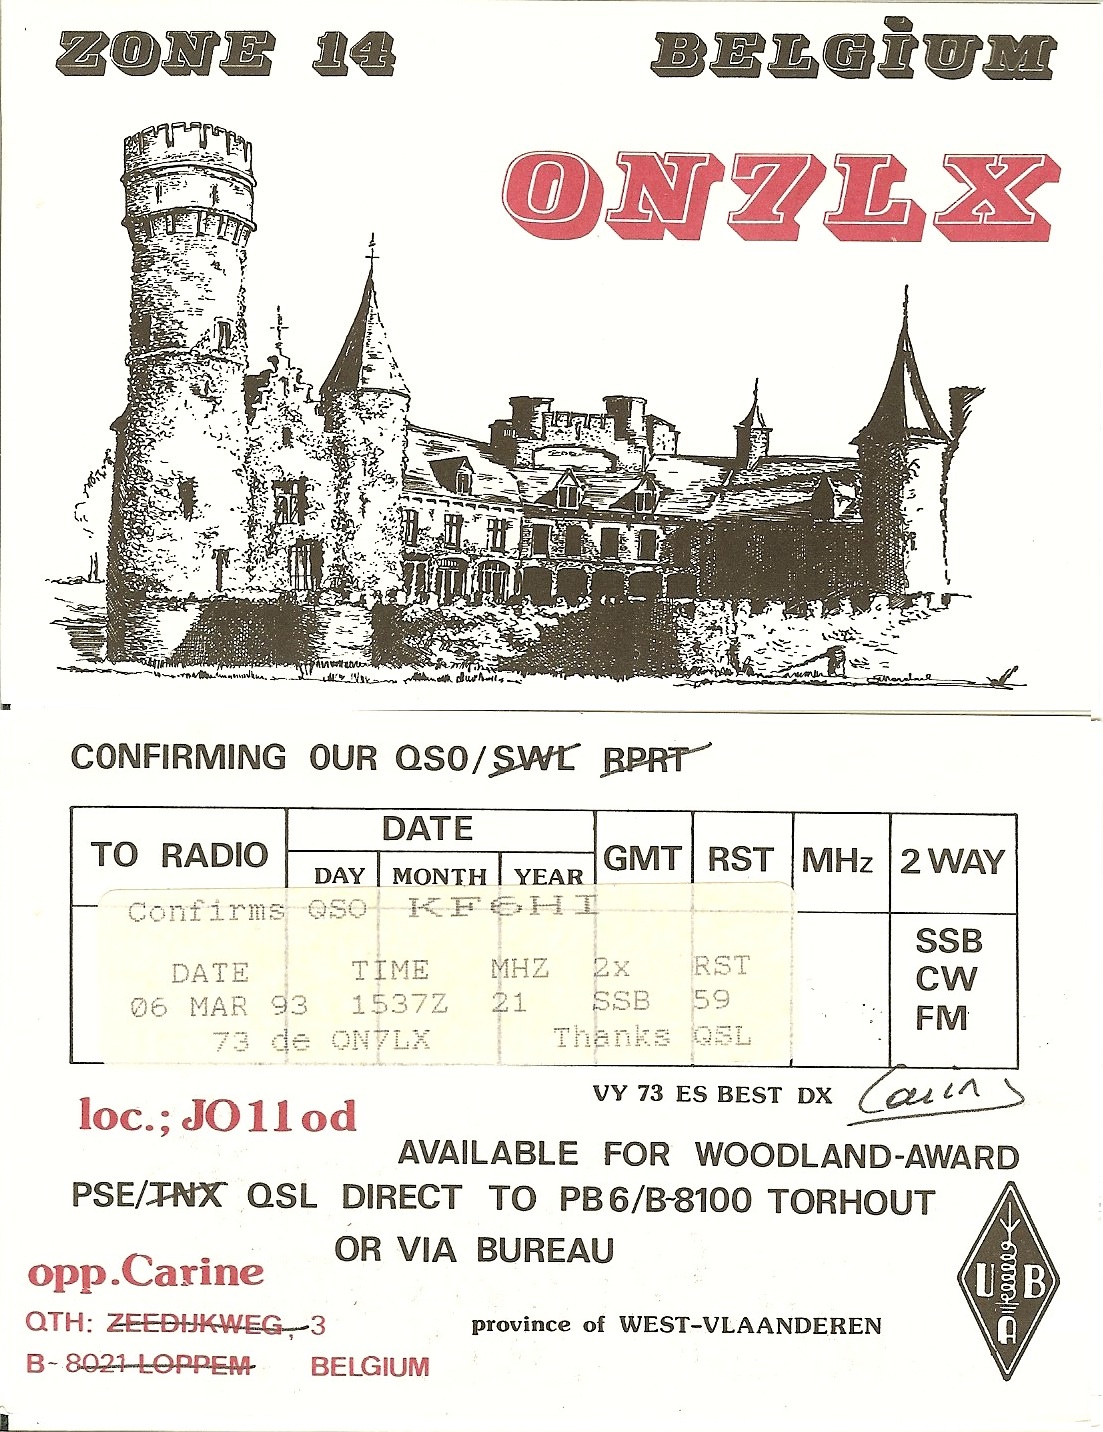 ZONE 14 BELGIUM
ON7LX
CONFIRMING OUR QSO/SWL RPRT
TO RADIO DATE GMT RST MHz 2 WAY
DAY MONTH YEAR
Confirms QSO KF6HI
SSB
CW
FM
DATE TIME MHZ 2x RST
06 MAR 93 1537Z 21 SSB 59
73 de ON7LX Thanks QSL
VY 73 ES BEST DX Carin
loc.; JO11od
AVAILABLE FOR WOODLAND-AWARD
PSE/TNX QSL DIRECT TO PB6/B-8100 TORHOUT
OR VIA BUREAU
opp.Carine
QTH: ZEEDIJKWEG, 3
province of WEST-VLAANDEREN
B-8021 LOPPEM BELGIUM
U B
A